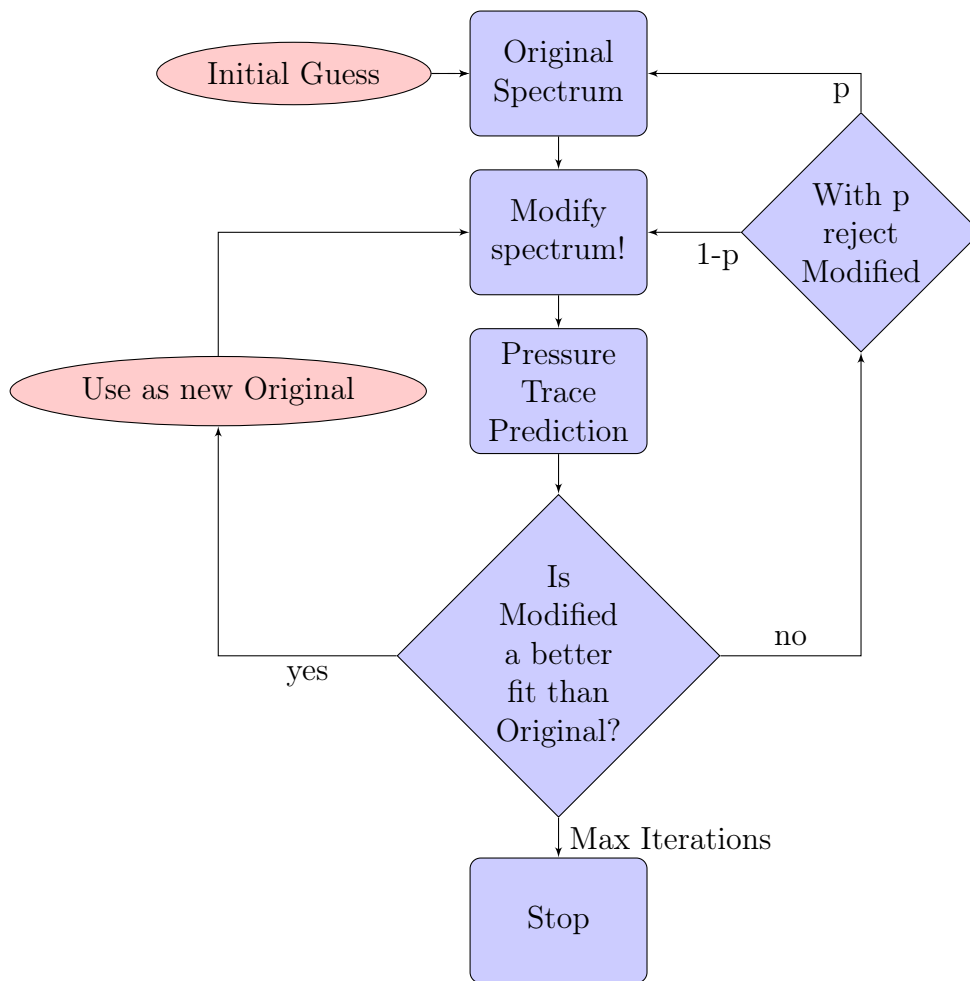 Initial Guess
Original
Spectrum
p
Modify
spectrum!
1-p
With p
reject
Modified
Use as new Original
Pressure
Trace
Prediction
Is
Modified
a better
fit than
Original?
yes
no
Max Iterations
Stop